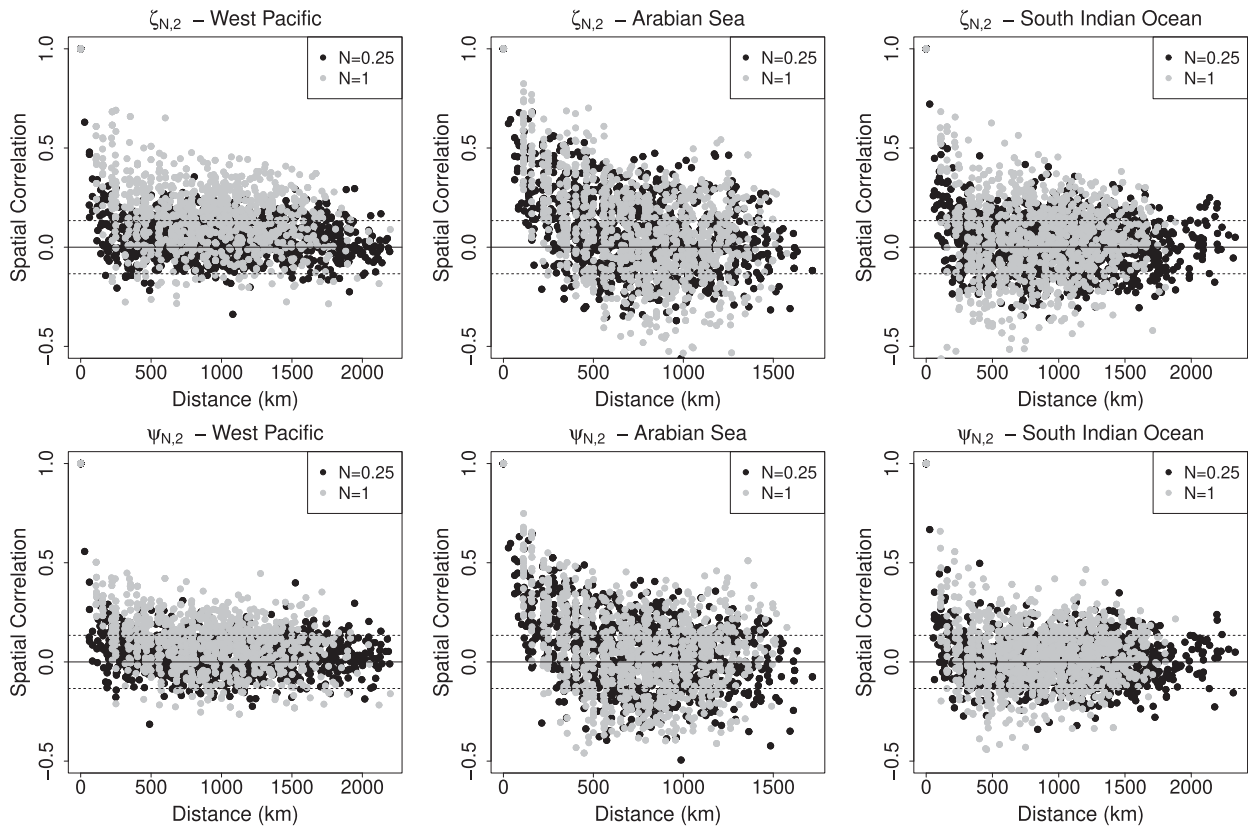 ζN,2 – West Pacific
1.0
0.5
0.0
−0.5
Spatial Correlation
N=0.25
N=1
0 500 1000 1500 2000
Distance (km)
ζN,2 – Arabian Sea
1.0
0.5
0.0
−0.5
Spatial Correlation
N=0.25
N=1
0 500 1000 1500
Distance (km)
ζN,2 – South Indian Ocean
1.0
0.5
0.0
−0.5
Spatial Correlation
N=0.25
N=1
0 500 1000 1500 2000
Distance (km)
ψN,2 – West Pacific
1.0
0.5
0.0
−0.5
Spatial Correlation
N=0.25
N=1
0 500 1000 1500 2000
Distance (km)
ψN,2 – Arabian Sea
1.0
0.5
0.0
−0.5
Spatial Correlation
N=0.25
N=1
0 500 1000 1500
Distance (km)
ψN,2 – South Indian Ocean
1.0
0.5
0.0
−0.5
Spatial Correlation
N=0.25
N=1
0 500 1000 1500 2000
Distance (km)